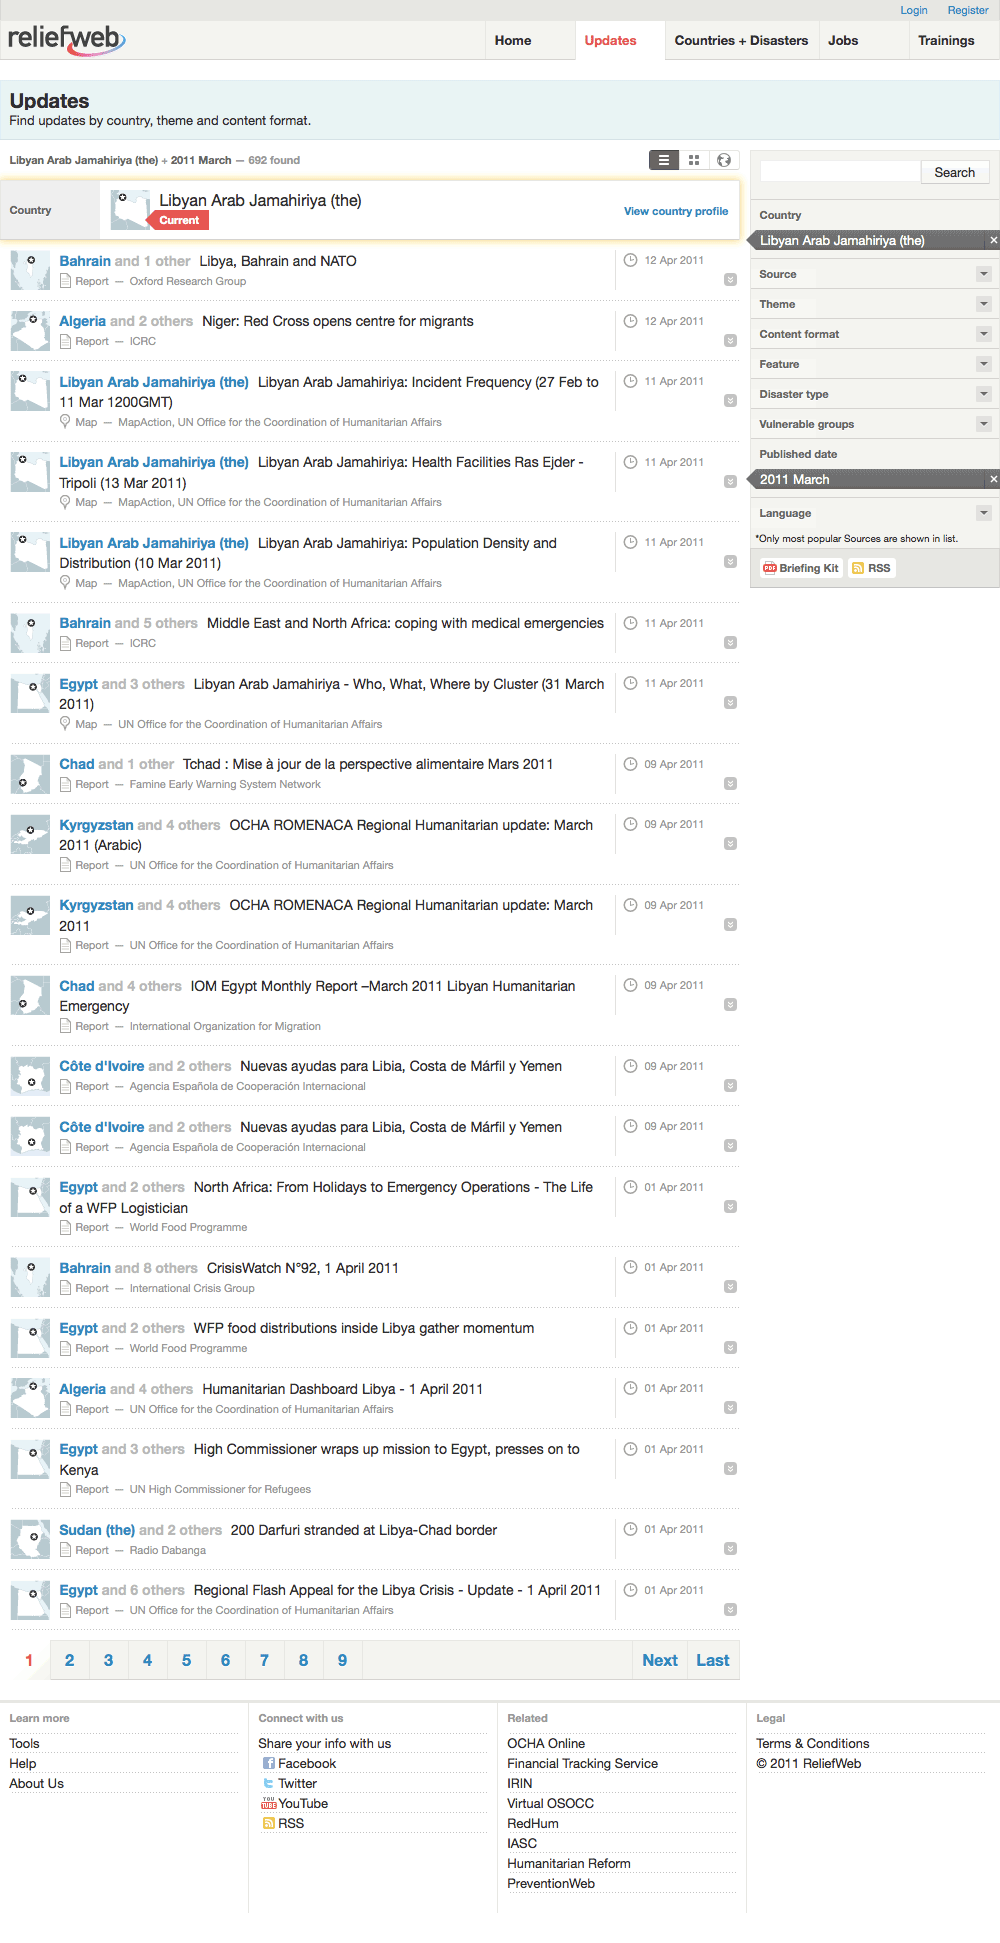 Login Register
reliefweb
Home Updates Countries + Disasters Jobs Trainings
Updates
Find updates by country, theme and content format.
Libyan Arab Jamahiriya (the) + 2011 March — 692 found
Country
Libyan Arab Jamahiriya (the)
Current
View country profile
Bahrain and 1 other Libya, Bahrain and NATO
Report — Oxford Research Group
12 Apr 2011
Algeria and 2 others Niger: Red Cross opens centre for migrants
Report — ICRC
12 Apr 2011
Libyan Arab Jamahiriya (the) Libyan Arab Jamahiriya: Incident Frequency (27 Feb to
11 Mar 1200GMT)
Map — MapAction, UN Office for the Coordination of Humanitarian Affairs
11 Apr 2011
Libyan Arab Jamahiriya (the) Libyan Arab Jamahiriya: Health Facilities Ras Ejder -
Tripoli (13 Mar 2011)
Map — MapAction, UN Office for the Coordination of Humanitarian Affairs
11 Apr 2011
Libyan Arab Jamahiriya (the) Libyan Arab Jamahiriya: Population Density and
Distribution (10 Mar 2011)
Map — MapAction, UN Office for the Coordination of Humanitarian Affairs
11 Apr 2011
Bahrain and 5 others Middle East and North Africa: coping with medical emergencies
Report — ICRC
11 Apr 2011
Egypt and 3 others Libyan Arab Jamahiriya - Who, What, Where by Cluster (31 March
2011)
Map — UN Office for the Coordination of Humanitarian Affairs
11 Apr 2011
Chad and 1 other Tchad : Mise à jour de la perspective alimentaire Mars 2011
Report — Famine Early Warning System Network
09 Apr 2011
Kyrgyzstan and 4 others OCHA ROMENACA Regional Humanitarian update: March
2011 (Arabic)
Report — UN Office for the Coordination of Humanitarian Affairs
09 Apr 2011
Kyrgyzstan and 4 others OCHA ROMENACA Regional Humanitarian update: March
2011
Report — UN Office for the Coordination of Humanitarian Affairs
09 Apr 2011
Chad and 4 others IOM Egypt Monthly Report –March 2011 Libyan Humanitarian
Emergency
Report — International Organization for Migration
09 Apr 2011
Côte d'Ivoire and 2 others Nuevas ayudas para Libia, Costa de Márfil y Yemen
Report — Agencia Española de Cooperación Internacional
09 Apr 2011
Côte d'Ivoire and 2 others Nuevas ayudas para Libia, Costa de Márfil y Yemen
Report — Agencia Española de Cooperación Internacional
09 Apr 2011
Egypt and 2 others North Africa: From Holidays to Emergency Operations - The Life
of a WFP Logistician
Report — World Food Programme
01 Apr 2011
Bahrain and 8 others CrisisWatch N°92, 1 April 2011
Report — International Crisis Group
01 Apr 2011
Egypt and 2 others WFP food distributions inside Libya gather momentum
Report — World Food Programme
01 Apr 2011
Algeria and 4 others Humanitarian Dashboard Libya - 1 April 2011
Report — UN Office for the Coordination of Humanitarian Affairs
01 Apr 2011
Egypt and 3 others High Commissioner wraps up mission to Egypt, presses on to
Kenya
Report — UN High Commissioner for Refugees
01 Apr 2011
Sudan (the) and 2 others 200 Darfuri stranded at Libya-Chad border
Report — Radio Dabanga
01 Apr 2011
Egypt and 6 others Regional Flash Appeal for the Libya Crisis - Update - 1 April 2011
Report — UN Office for the Coordination of Humanitarian Affairs
01 Apr 2011
1 2 3 4 5 6 7 8 9 Next Last
Search
Country
Libyan Arab Jamahiriya (the) ×
Source
Theme
Content format
Feature
Disaster type
Vulnerable groups
Published date
2011 March ×
Language
*Only most popular Sources are shown in list.
PDF Briefing Kit RSS
Learn more
Tools
Help
About Us
Connect with us
Share your info with us
Facebook
Twitter
YouTube
RSS
Related
OCHA Online
Financial Tracking Service
IRIN
Virtual OSOCC
RedHum
IASC
Humanitarian Reform
PreventionWeb
Legal
Terms & Conditions
© 2011 ReliefWeb